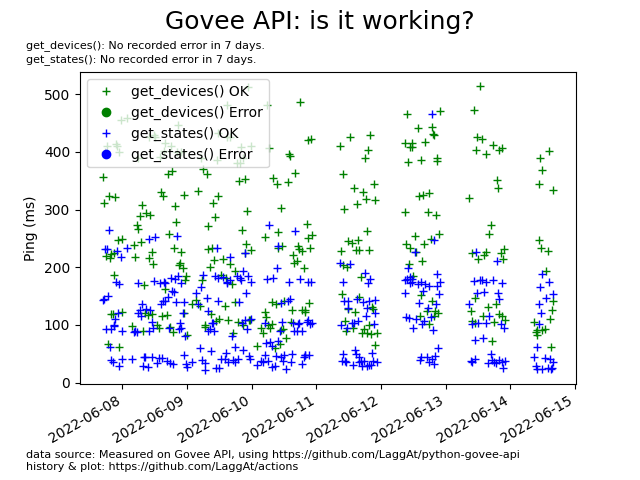 Govee API: is it working?
get_devices(): No recorded error in 7 days.
get_states(): No recorded error in 7 days.
get_devices() OK
get_devices() Error
get_states() OK
get_states() Error
Ping (ms)
500
400
300
200
100
0
2022-06-08
2022-06-09
2022-06-10
2022-06-11
2022-06-12
2022-06-13
2022-06-14
2022-06-15
data source: Measured on Govee API, using https://github.com/LaggAt/python-govee-api
history & plot: https://github.com/LaggAt/actions